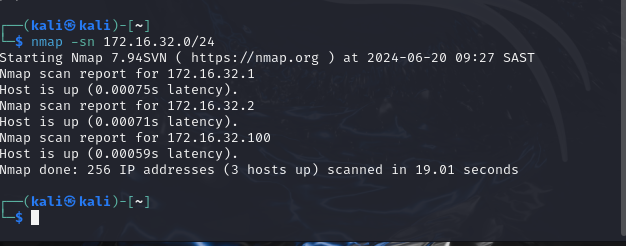 ┌──(kali㉿kali)-[~]
└─$ nmap -sn 172.16.32.0/24
Starting Nmap 7.94SVN ( https://nmap.org ) at 2024-06-20 09:27 SAST
Nmap scan report for 172.16.32.1
Host is up (0.00075s latency).
Nmap scan report for 172.16.32.2
Host is up (0.00071s latency).
Nmap scan report for 172.16.32.100
Host is up (0.00059s latency).
Nmap done: 256 IP addresses (3 hosts up) scanned in 19.01 seconds
┌──(kali㉿kali)-[~]
└─$